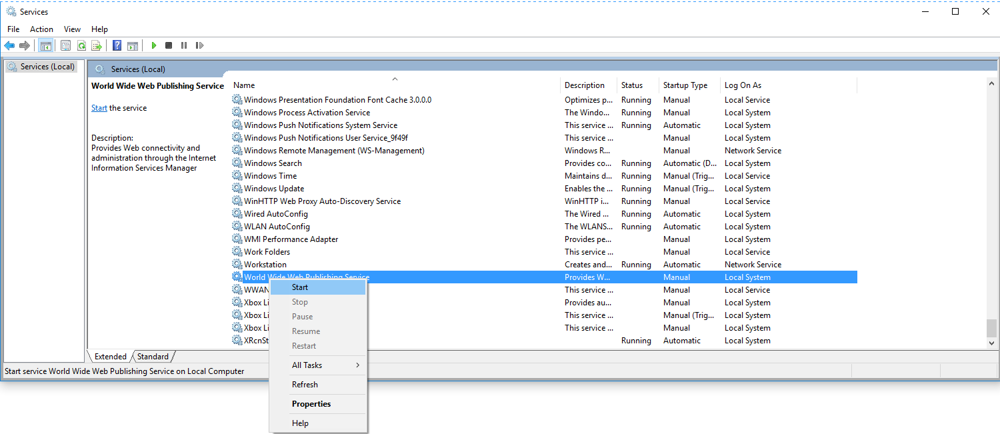 Services
File Action View Help
Services (Local)
Services (Local)
World Wide Web Publishing Service
Start the service
Description:
Provides Web connectivity and
administration through the Internet
Information Services Manager
Name Description Status Startup Type Log On As
Windows Presentation Foundation Font Cache 3.0.0.0 Optimizes p... Running Manual Local Service
Windows Process Activation Service The Windo... Running Manual Local System
Windows Push Notifications System Service This service ... Running Automatic Local System
Windows Push Notifications User Service_9f49f This service ... Manual Local System
Windows Remote Management (WS-Management) Windows R... Manual Network Service
Windows Search Provides co... Running Automatic (D... Local System
Windows Time Maintains d... Running Manual (Trig... Local Service
Windows Update Enables the ... Running Manual (Trig... Local System
WinHTTP Web Proxy Auto-Discovery Service WinHTTP i... Running Manual Local Service
Wired AutoConfig The Wired ... Running Automatic Local System
WLAN AutoConfig The WLANS... Running Automatic Local System
WMI Performance Adapter Provides pe... Manual Local System
Work Folders This service ... Manual Local Service
Workstation Creates and... Running Automatic Network Service
World Wide Web Publishing Service Provides W... Manual Local System
WWAN This service ... Manual Local Service
Xbox Li Provides au... Manual Local System
Xbox Li This service ... Manual (Trig... Local System
Xbox Li This service ... Manual Local System
XRcnSt Running Automatic Local System
Start
Stop
Pause
Resume
Restart
All Tasks
Refresh
Properties
Help
Extended Standard
Start service World Wide Web Publishing Service on Local Computer